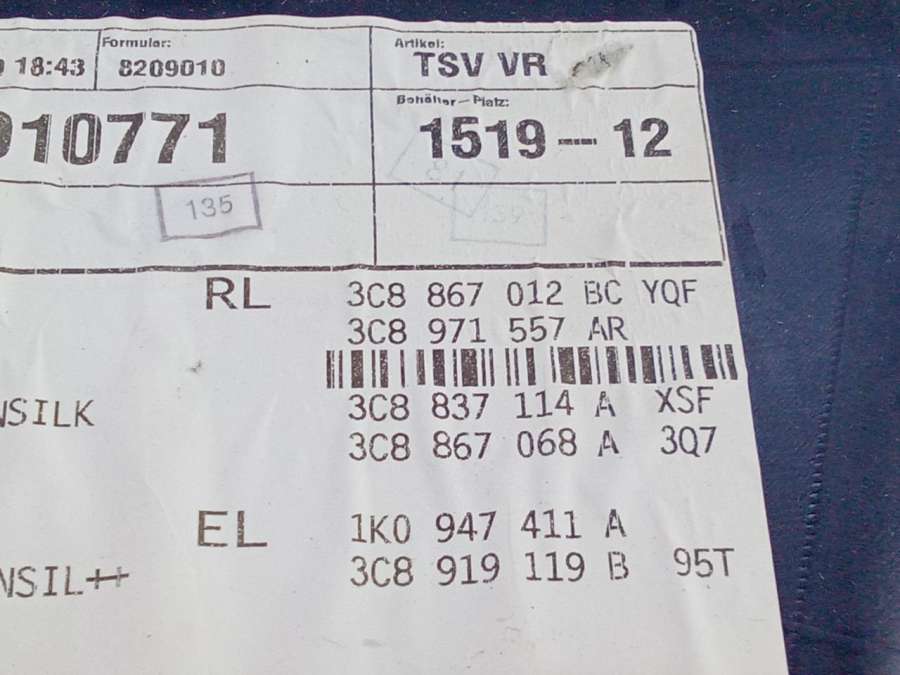 18:43
Formular:
8209010
Artikel:
TSV VR
910771
Behälter-Platz:
1519-12
135
RL
3C8 867 012 BC YQF
3C8 971 557 AR
NSILK
3C8 837 114 A XSF
3C8 867 068 A 3Q7
EL
1K0 947 411 A
NSIL++
3C8 919 119 B 95T